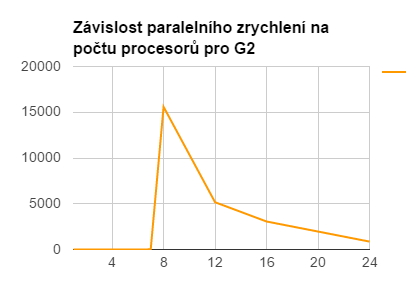 Závislost paralelního zrychlení na
počtu procesorů pro G2
20000
15000
10000
5000
0
4 8 12 16 20 24